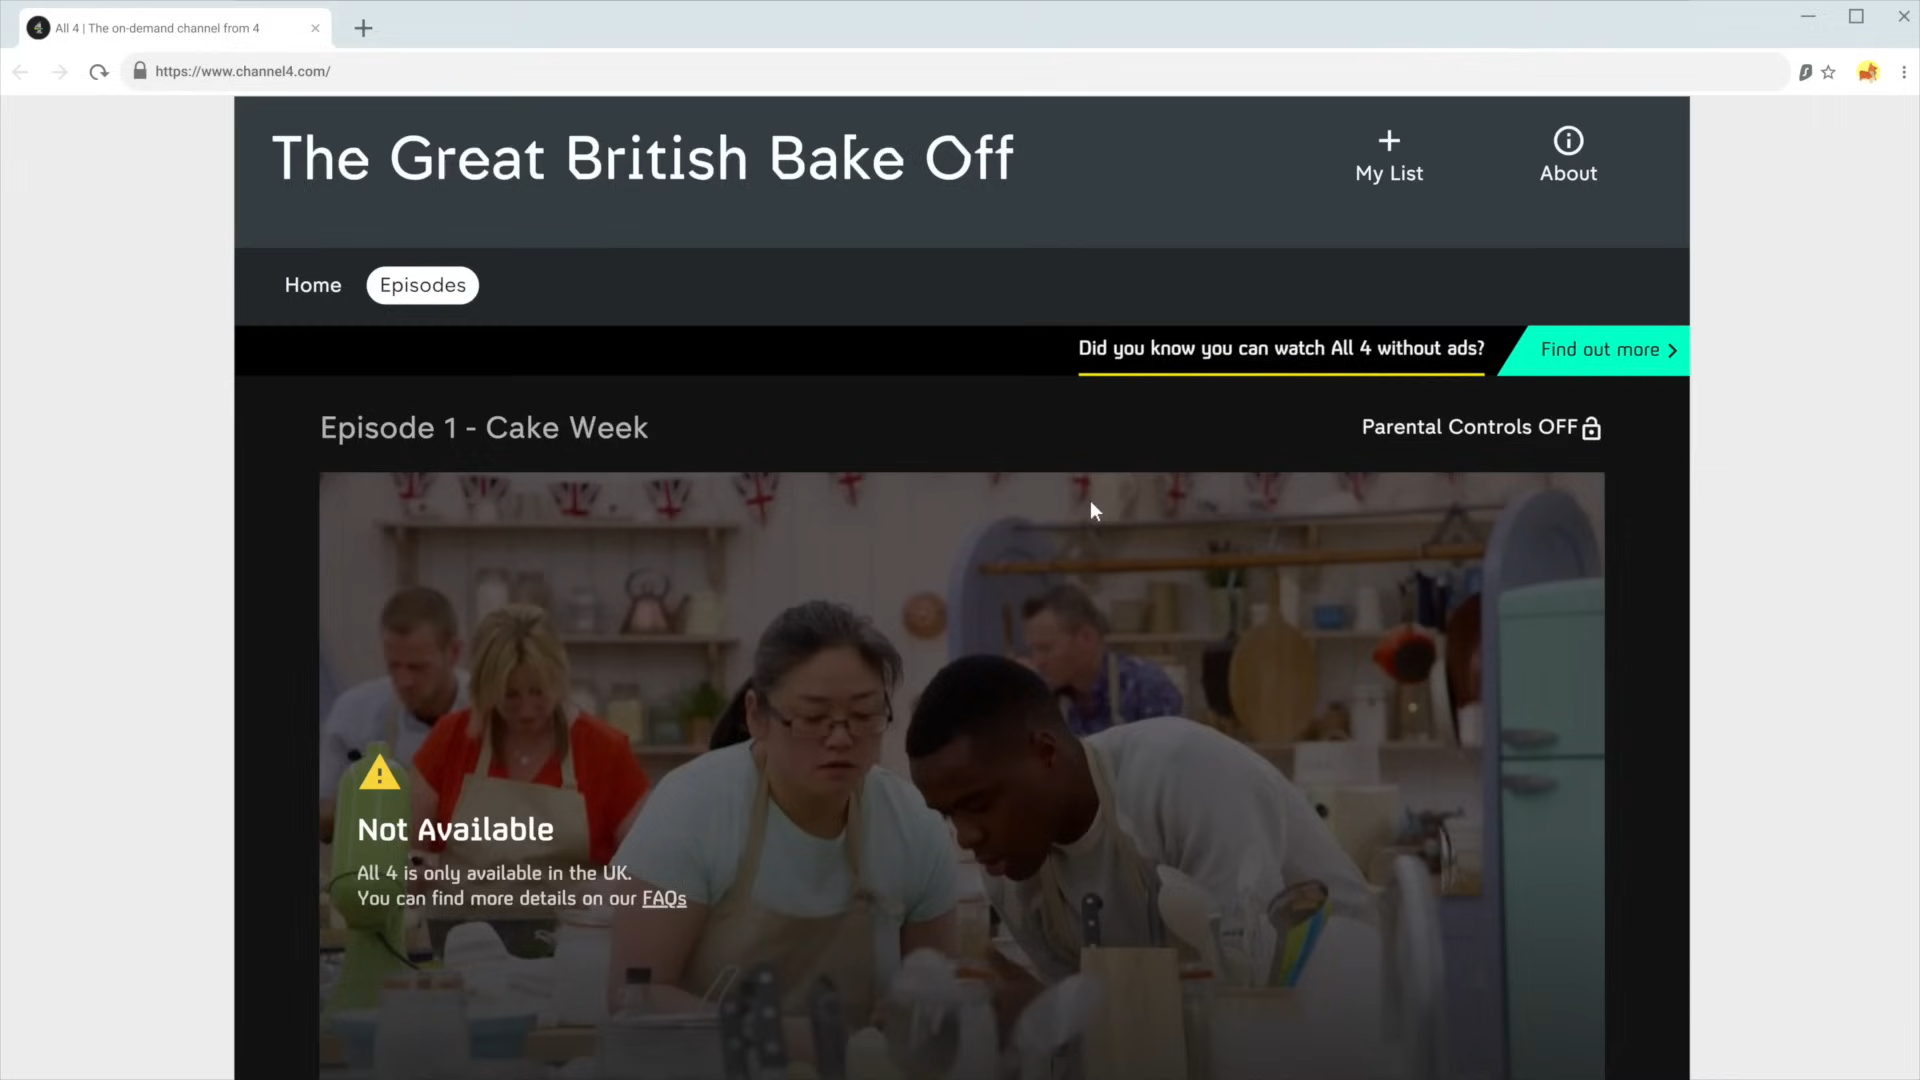 All 4 | The on-demand channel from 4
https://www.channel4.com/
The Great British Bake Off
My List
About
Home
Episodes
Did you know you can watch All 4 without ads?
Find out more
Episode 1 - Cake Week
Parental Controls OFF
Not Available
All 4 is only available in the UK.
You can find more details on our FAQs